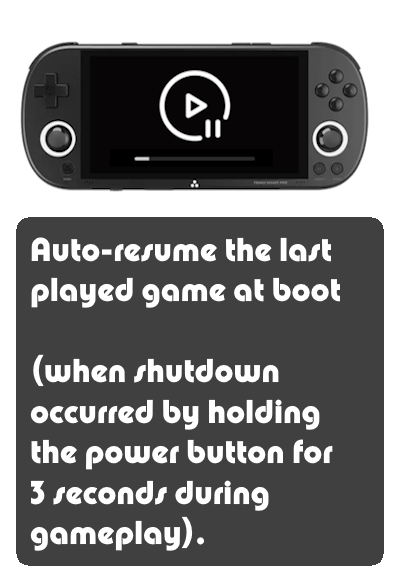 Auto-resume the last
played game at boot
(when shutdown
occurred by holding
the power button for
3 seconds during
gameplay).